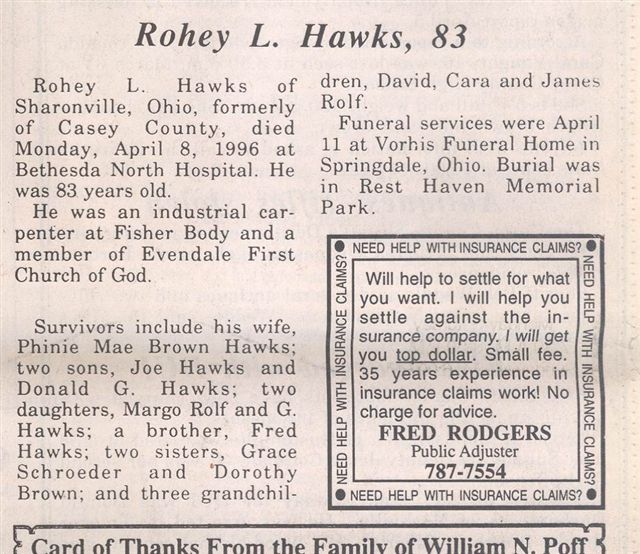 Rohey L. Hawks, 83
Rohey L. Hawks of
Sharonville, Ohio, formerly
of Casey County, died
Monday, April 8, 1996 at
Bethesda North Hospital. He
was 83 years old.
He was an industrial car-
penter at Fisher Body and a
member of Evendale First
Church of God.
Survivors include his wife,
Phinie Mae Brown Hawks;
two sons, Joe Hawks and
Donald G. Hawks; two
daughters, Margo Rolf and G.
Hawks; a brother, Fred
Hawks; two sisters, Grace
Schroeder and Dorothy
Brown; and three grandchil-
dren, David, Cara and James
Rolf.
Funeral services were April
11 at Vorhis Funeral Home in
Springdale, Ohio. Burial was
in Rest Haven Memorial
Park.
NEED HELP WITH INSURANCE CLAIMS?
NEED HELP WITH INSURANCE CLAIMS?
NEED HELP WITH INSURANCE CLAIMS?
Will help to settle for what
you want. I will help you
settle against the in-
surance company. I will get
you top dollar. Small fee.
35 years experience in
insurance claims work! No
charge for advice.
FRED RODGERS
Public Adjuster
787-7554
NEED HELP WITH INSURANCE CLAIMS?
Card of Thanks From the Family of William N. Poff